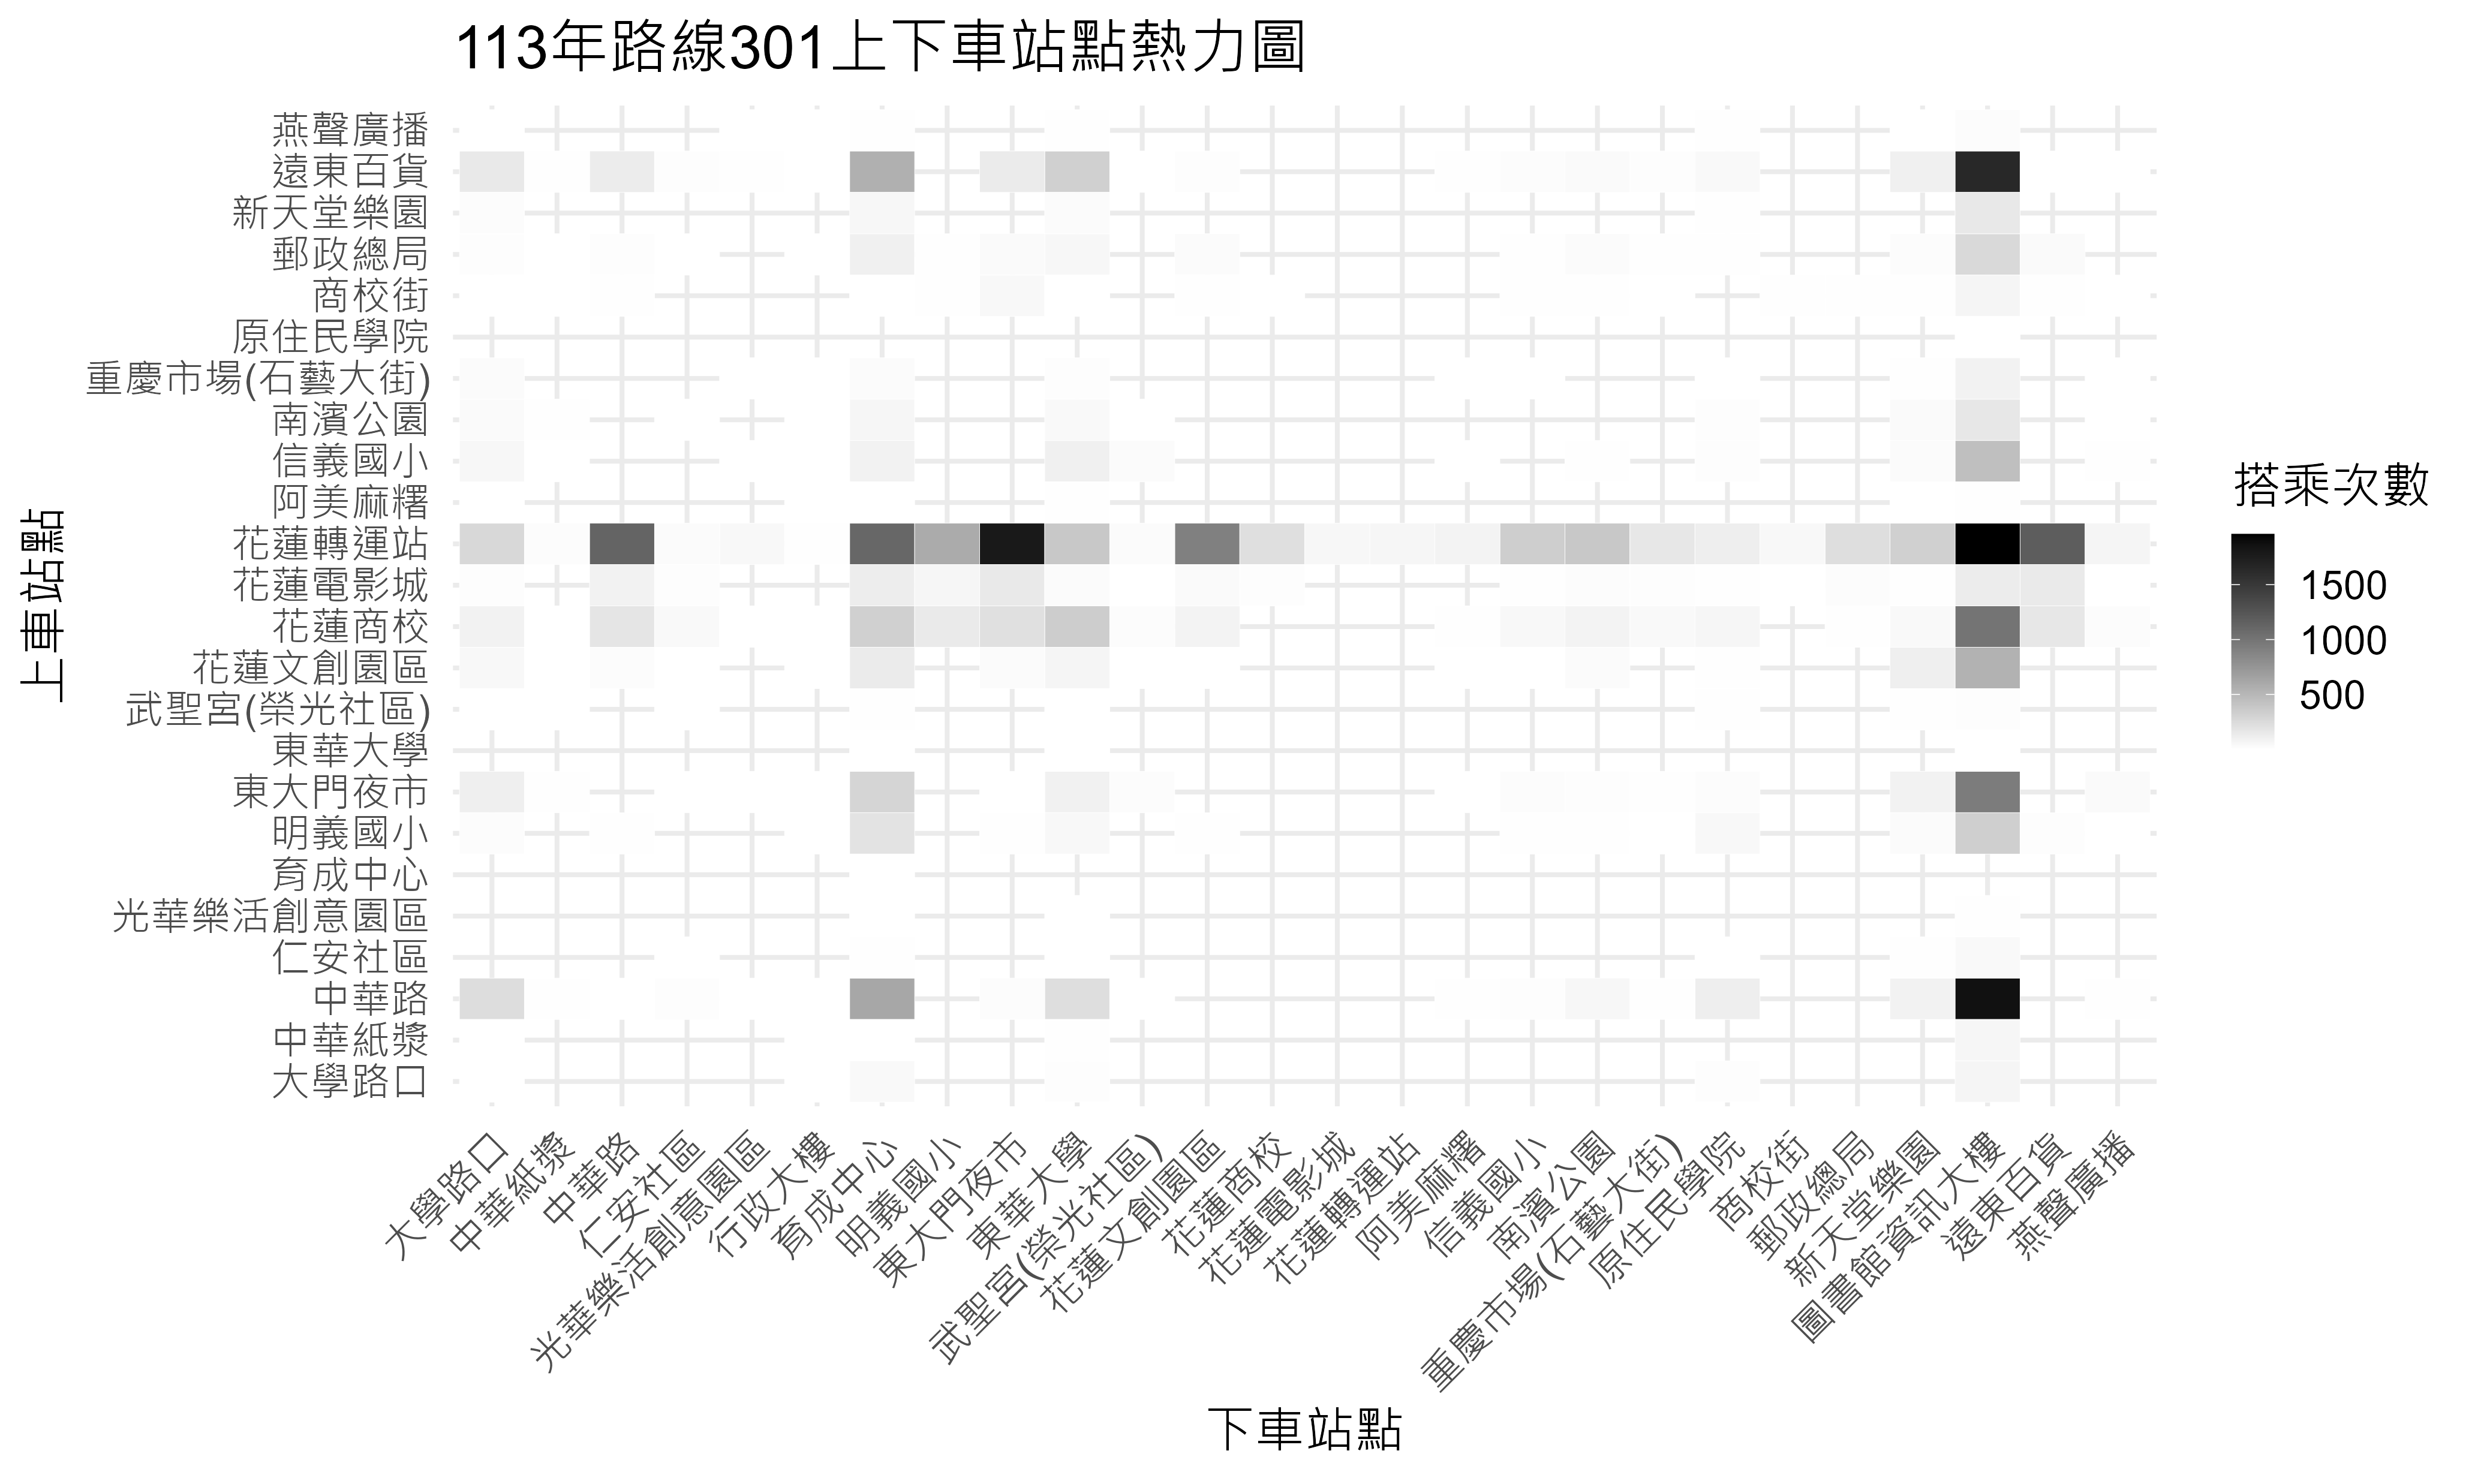 113年路線301上下車站點熱力圖
上車站點
燕聲廣播
遠東百貨
新天堂樂園
郵政總局
商校街
原住民學院
重慶市場(石藝大街)
南濱公園
信義國小
阿美麻糬
花蓮轉運站
花蓮電影城
花蓮商校
花蓮文創園區
武聖宮(榮光社區)
東華大學
東大門夜市
明義國小
育成中心
光華樂活創意園區
仁安社區
中華路
中華紙漿
大學路口
大學路口
中華紙漿
中華路
仁安社區
光華樂活創意園區
行政大樓
育成中心
明義國小
東大門夜市
東華大學
武聖宮(榮光社區)
花蓮文創園區
花蓮商校
花蓮電影城
花蓮轉運站
阿美麻糬
信義國小
南濱公園
重慶市場(石藝大街)
原住民學院
商校街
郵政總局
新天堂樂園
圖書館資訊大樓
遠東百貨
燕聲廣播
下車站點
搭乘次數
1500
1000
500